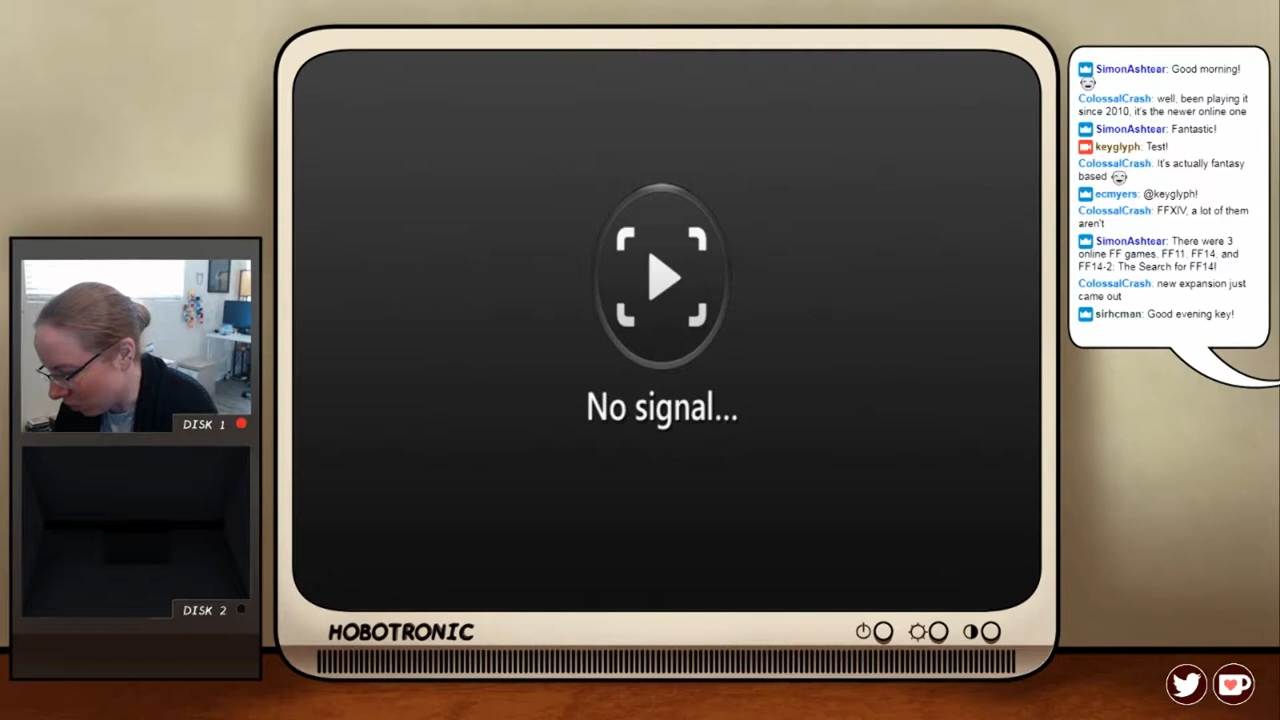 SimonAshtear: Good morning!
ColossalCrash: well, been playing it
since 2010, it's the newer online one
SimonAshtear: Fantastic!
keyglyph: Test!
ColossalCrash: It's actually fantasy
based
ecmyers: @keyglyph!
ColossalCrash: FFXIV, a lot of them
aren't
SimonAshtear: There were 3
online FF games. FF11, FF14, and
FF14-2: The Search for FF14!
ColossalCrash: new expansion just
came out
sirhcman: Good evening key!
No signal...
DISK 1
DISK 2
HOBOTRONIC